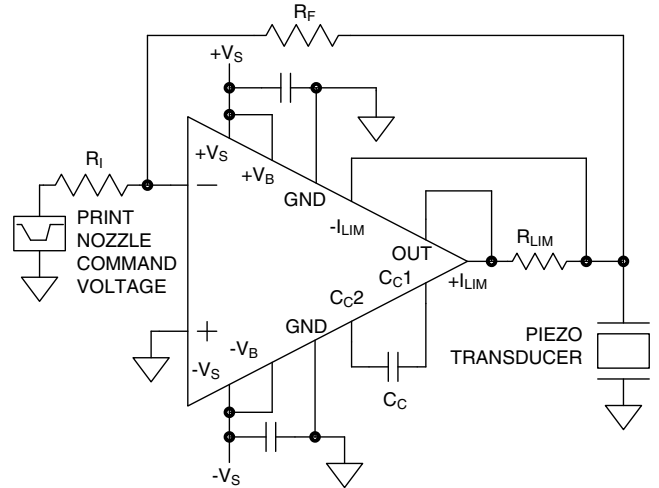 R_F
+V_S
R_I
+V_S
+V_B
GND
-I_LIM
OUT
R_LIM
PRINT
NOZZLE
COMMAND
VOLTAGE
−
+
+I_LIM
C_C1
C_C2
GND
-V_B
-V_S
C_C
PIEZO
TRANSDUCER
-V_S